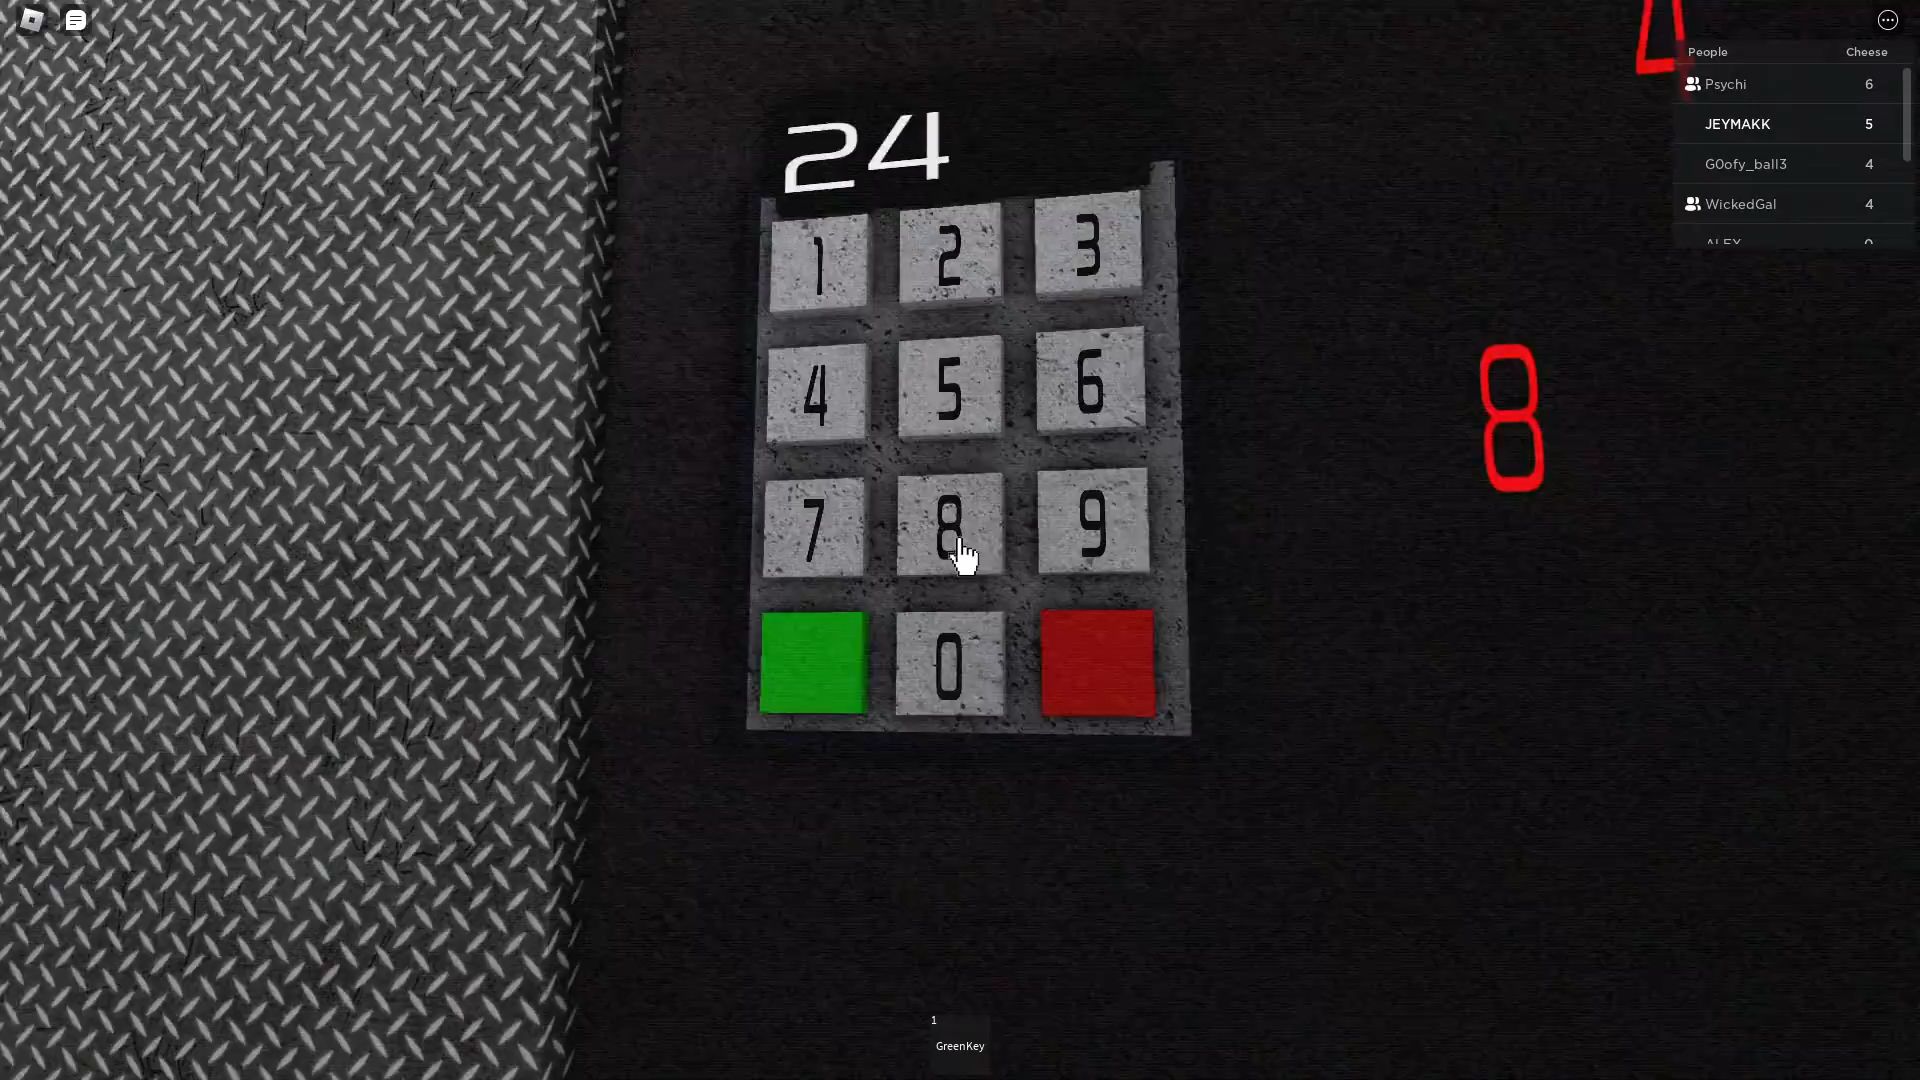 People Cheese
Psychi 6
JEYMAKK 5
G0ofy_ball3 4
WickedGal 4
24
1 2 3
4 5 6
7 8 9
0
8
1
GreenKey